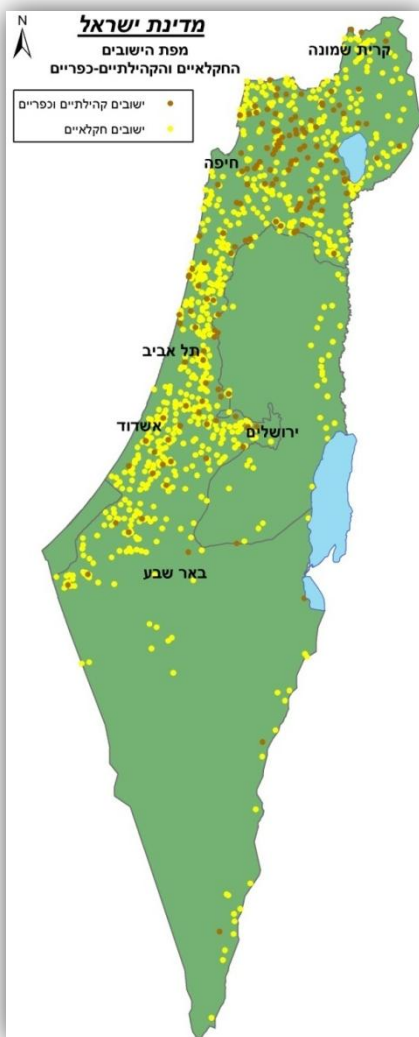 N
מדינת ישראל
מפת הישובים
החקלאיים והקהילתיים-כפריים
ישובים קהילתיים וכפריים
ישובים חקלאיים
קרית שמונה
חיפה
תל אביב
אשדוד
ירושלים
באר שבע